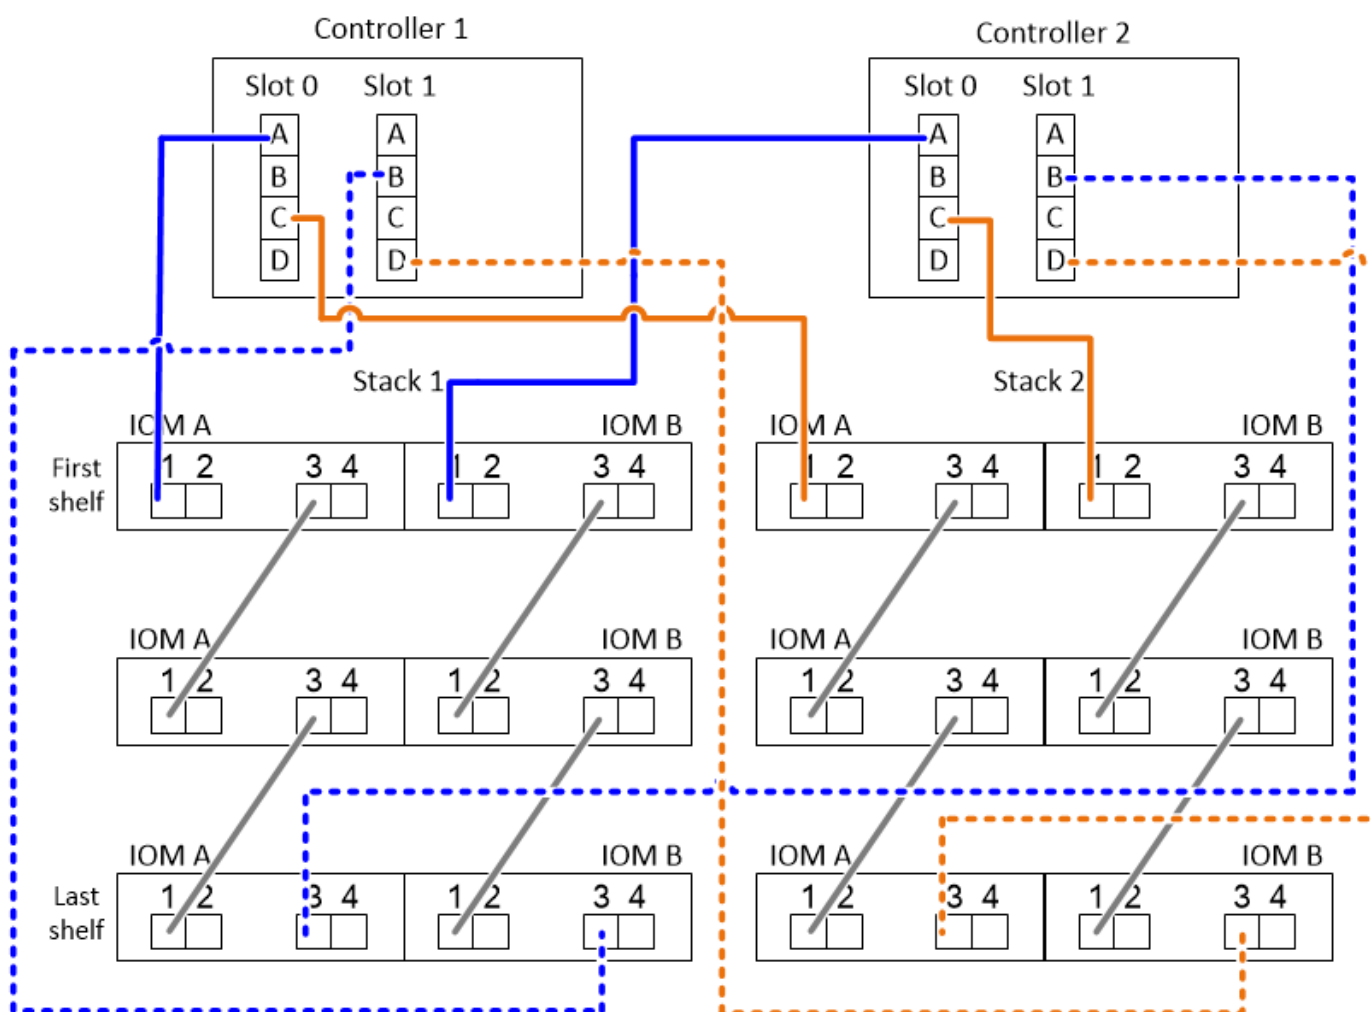 Controller 1
Controller 2
Slot 0 Slot 1
Slot 0 Slot 1
A A
B B
C C
D D
A A
B B
C C
D D
Stack 1
Stack 2
IOM A IOM B
IOM A IOM B
First
shelf
1 2 3 4 1 2 3 4
1 2 3 4 1 2 3 4
IOM A IOM B
IOM A IOM B
1 2 3 4 1 2 3 4
1 2 3 4 1 2 3 4
IOM A IOM B
IOM A IOM B
Last
shelf
1 2 3 4 1 2 3 4
1 2 3 4 1 2 3 4